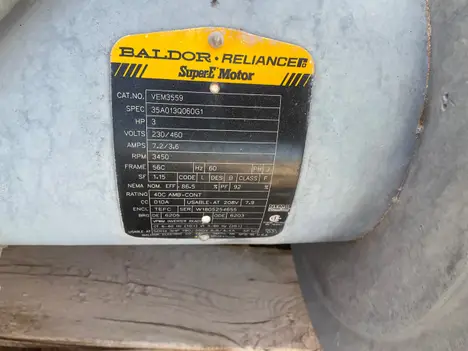 BALDOR · RELIANCE
Super-E Motor
CAT.NO. VEM3559
SPEC 35A013Q060G1
HP 3
VOLTS 230/460
AMPS 7.2/3.6
RPM 3450
FRAME 56C HZ 60 PH 3
SF 1.15 CODE L DES B CLASS F
NEMA NOM. EFF 86.5 % PF 92 %
RATING 40C AMB-CONT
CC 010A USABLE AT 208V 7.9
ENCL TEFC SER
BRG DE 6205 ODE 6203